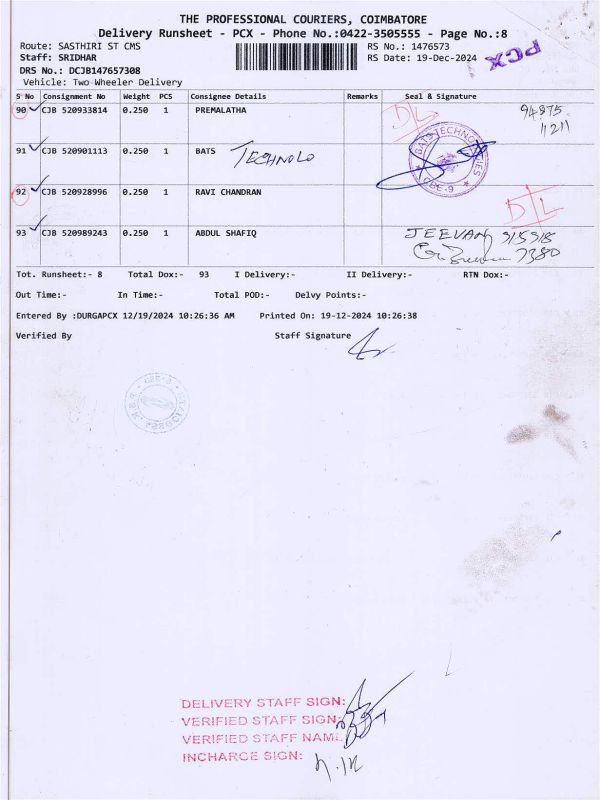 THE PROFESSIONAL COURIERS, COIMBATORE
Delivery Runsheet - PCX - Phone No.:0422-3505555 - Page No.:8
Route: SASTHIRI ST CMS
RS No.: 1476573
PCX
Staff: SRIDHAR
RS Date: 19-Dec-2024
DRS No.: DCJB147657308
Vehicle: Two Wheeler Delivery
S No Consignment No Weight PCS Consignee Details Remarks Seal & Signature
90 CJB 520933814 0.250 1 PREMALATHA D/L 94875
11211
91 CJB 520901113 0.250 1 BATS TECHNOLO
BATS TECHNOLOGIES
CBE-9
92 CJB 520928996 0.250 1 RAVI CHANDRAN D/L
93 CJB 520989243 0.250 1 ABDUL SHAFIQ JEEVAN
7380
Tot. Runsheet:- 8 Total Dox:- 93 I Delivery:- II Delivery:- RTN Dox:-
Out Time:- In Time:- Total POD:- Delvy Points:-
Entered By :DURGAPCX 12/19/2024 10:26:36 AM Printed On: 19-12-2024 10:26:38
Verified By Staff Signature
DELIVERY STAFF SIGN:
VERIFIED STAFF SIGN:
VERIFIED STAFF NAME
INCHARGE SIGN: